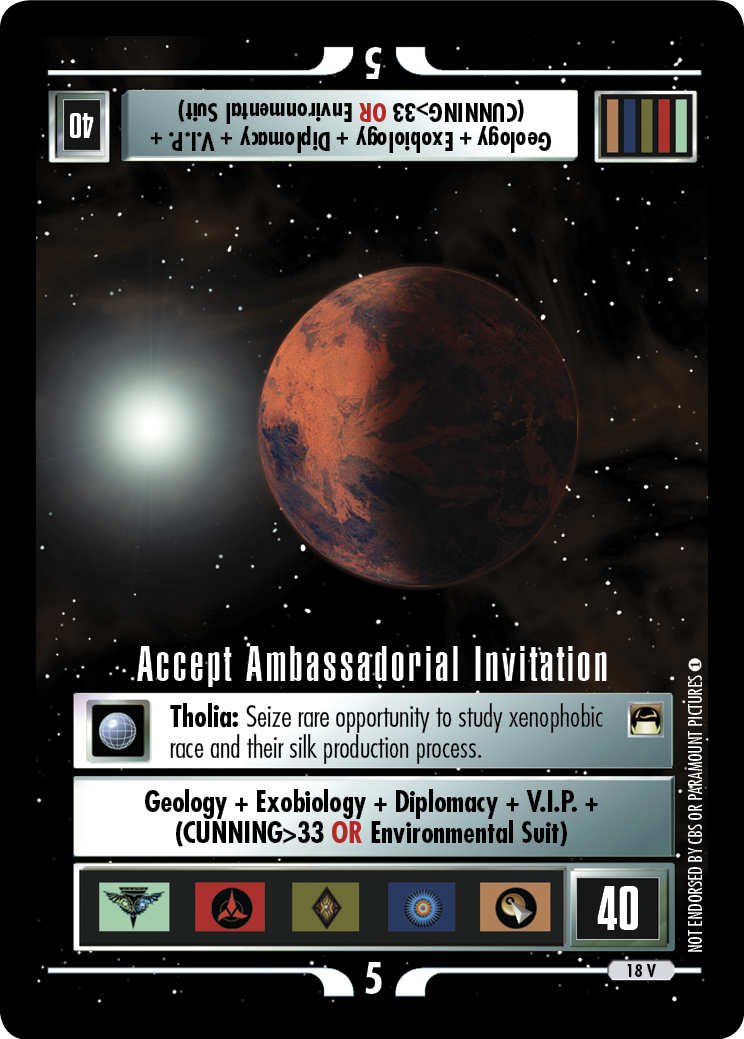 5
40
Geology + Exobiology + Diplomacy + V.I.P. +
(CUNNING>33 OR Environmental Suit)
Accept Ambassadorial Invitation
Tholia: Seize rare opportunity to study xenophobic
race and their silk production process.
Geology + Exobiology + Diplomacy + V.I.P. +
(CUNNING>33 OR Environmental Suit)
40
5
18 V
NOT ENDORSED BY CBS OR PARAMOUNT PICTURES 1